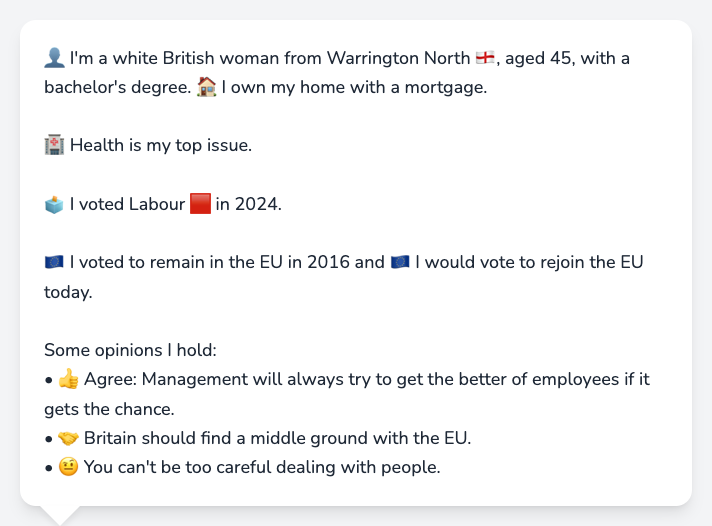 👤 I'm a white British woman from Warrington North 🏴󠁧󠁢󠁥󠁮󠁧󠁿, aged 45, with a
bachelor's degree. 🏠 I own my home with a mortgage.
🏥 Health is my top issue.
🗳️ I voted Labour 🟥 in 2024.
🇪🇺 I voted to remain in the EU in 2016 and 🇪🇺 I would vote to rejoin the EU
today.
Some opinions I hold:
• 👍 Agree: Management will always try to get the better of employees if it
gets the chance.
• 🤝 Britain should find a middle ground with the EU.
• 🤨 You can't be too careful dealing with people.